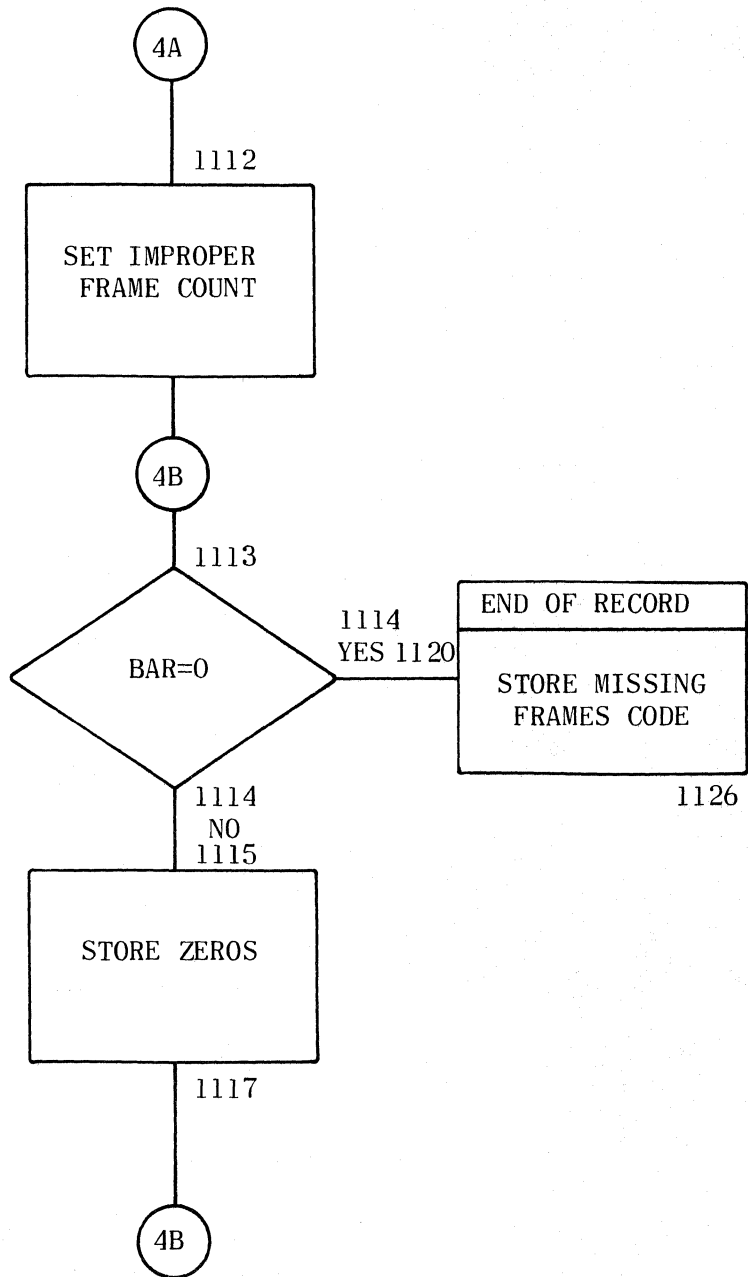 4A
1112
SET IMPROPER
FRAME COUNT
4B
1113
BAR=0
1114
YES 1120
END OF RECORD
STORE MISSING
FRAMES CODE
1126
1114
NO
1115
STORE ZEROS
1117
4B